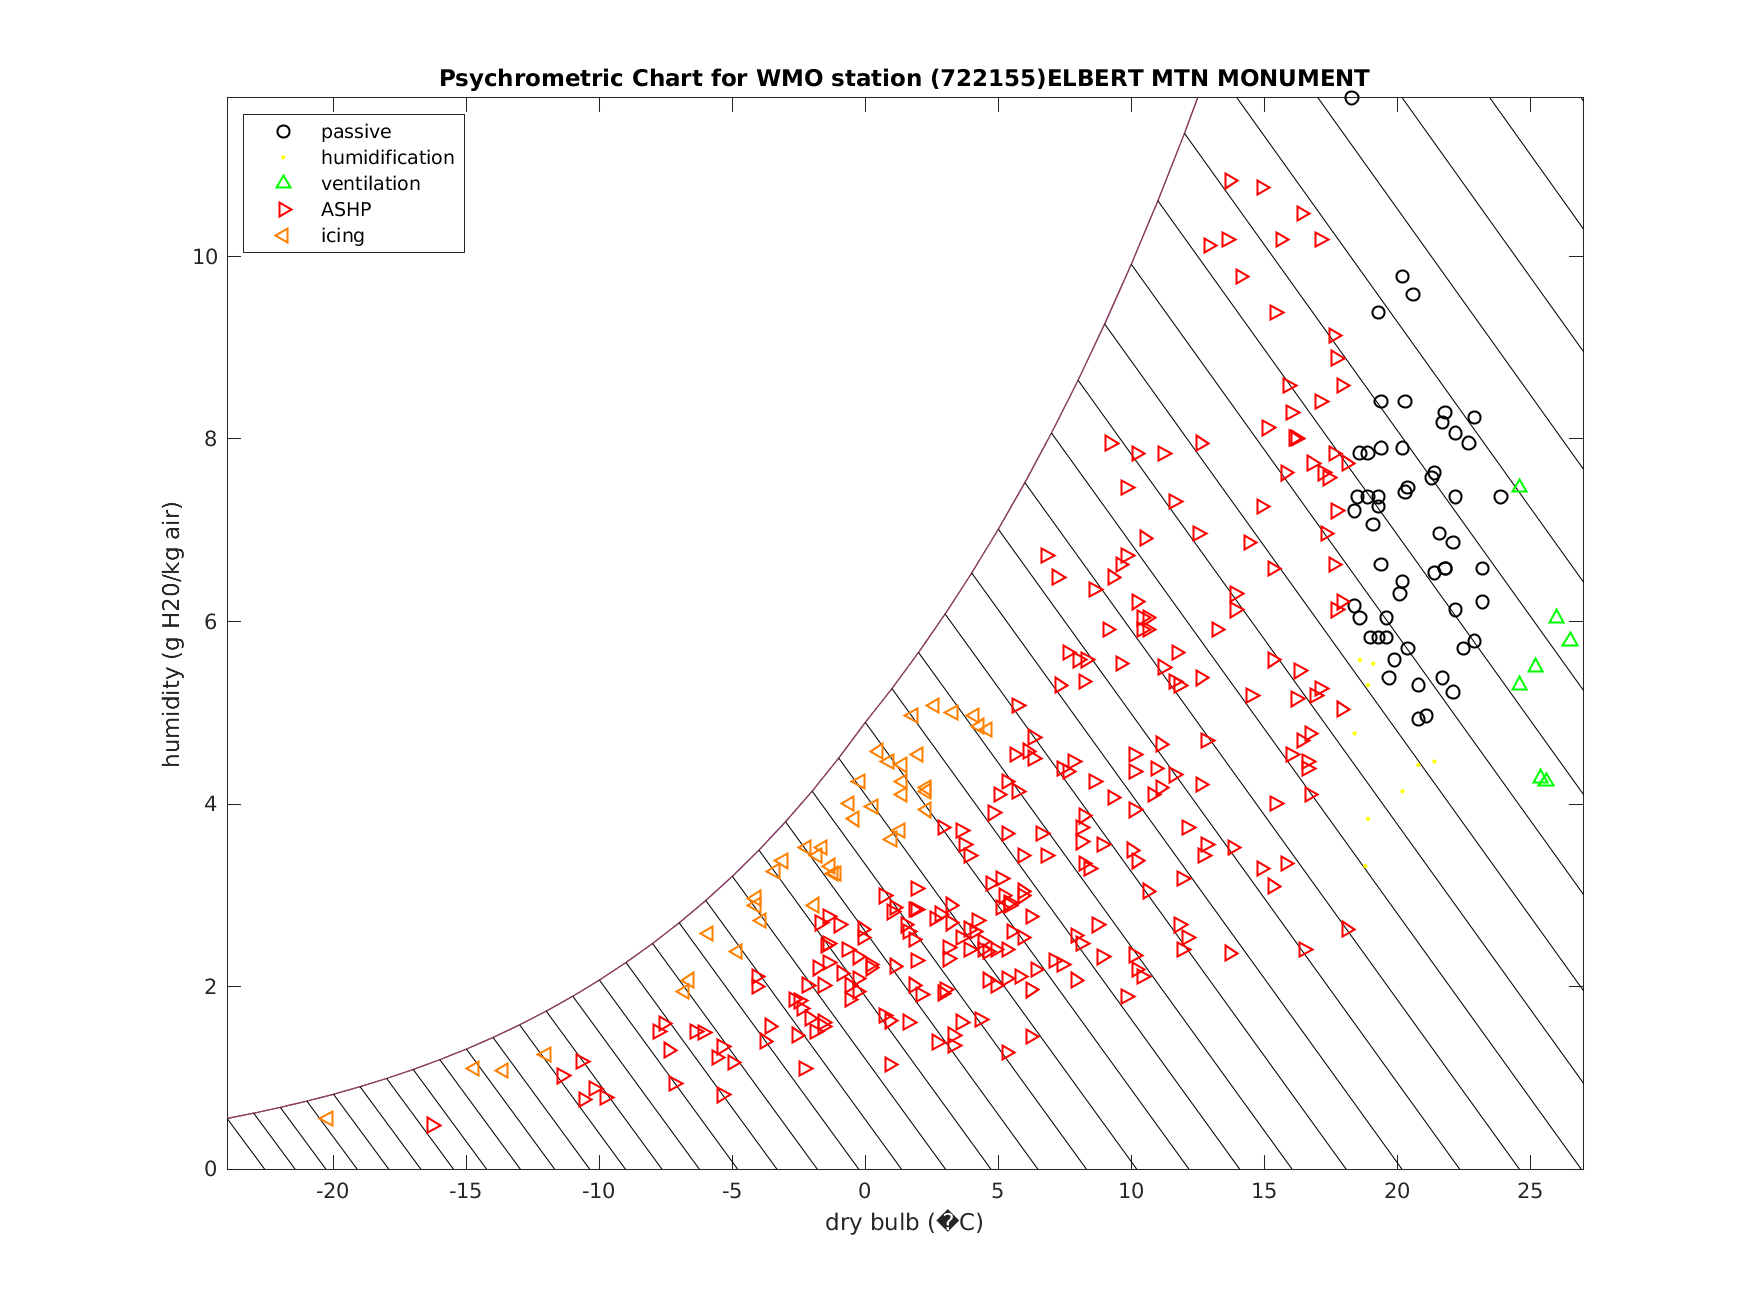 Psychrometric Chart for WMO station (722155)ELBERT MTN MONUMENT
passive
humidification
ventilation
ASHP
icing
10
8
6
4
2
0
humidity (g H20/kg air)
-20 -15 -10 -5 0 5 10 15 20 25
dry bulb (�C)